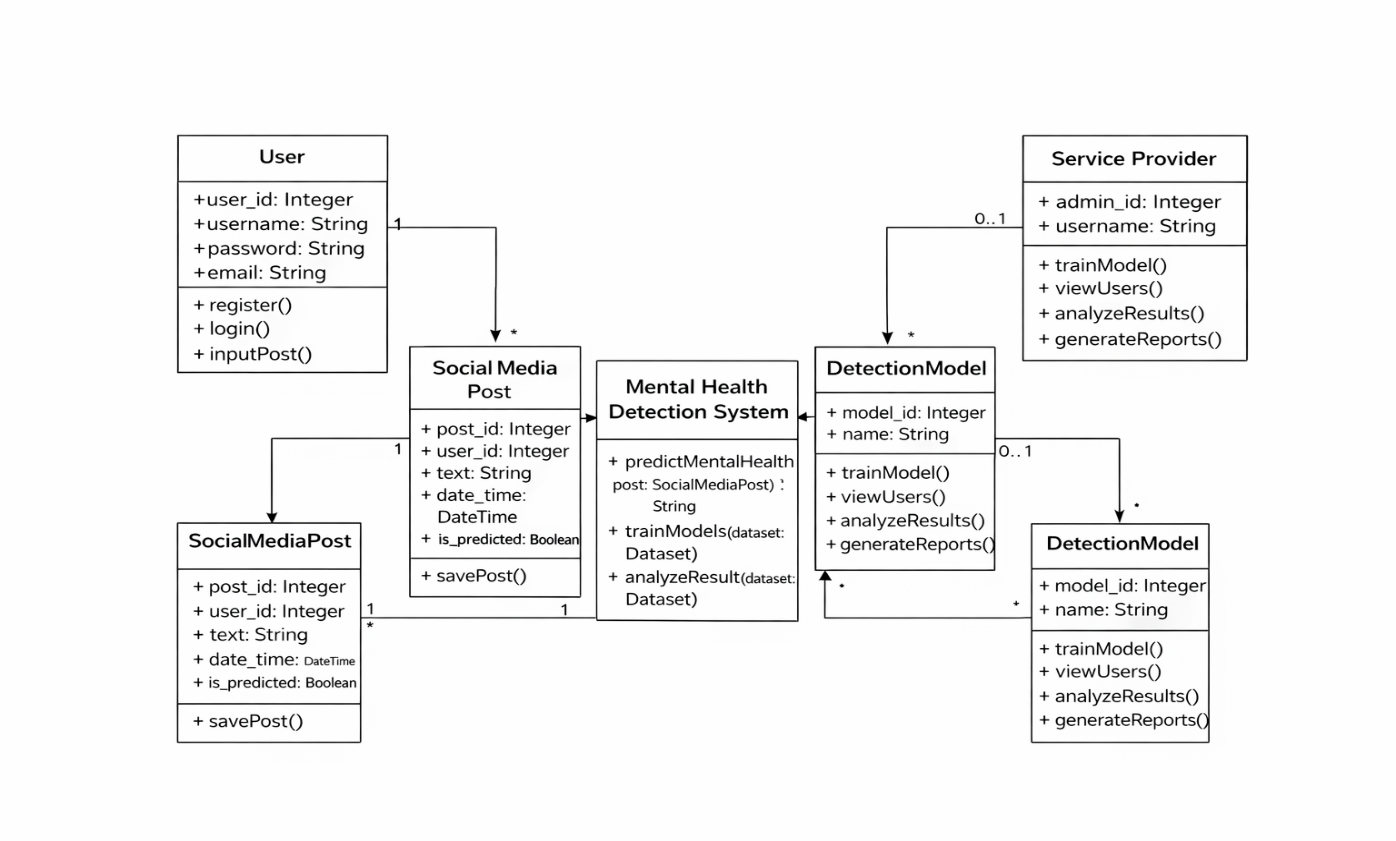 User
+user_id: Integer
+username: String
+password: String
+email: String
+ register()
+ login()
+ inputPost()
1
*
Service Provider
+ admin_id: Integer
+ username: String
+ trainModel()
+ viewUsers()
+ analyzeResults()
+ generateReports()
0..1
*
Social Media
Post
+ post_id: Integer
+ user_id: Integer
+ text: String
+ date_time:
DateTime
+ is_predicted: Boolean
+ savePost()
1
Mental Health
Detection System
+ predictMentalHealth
post: SocialMediaPost) :
String
+ trainModels(dataset:
Dataset)
+ analyzeResult(dataset:
Dataset)
DetectionModel
+ model_id: Integer
+ name: String
+ trainModel()
+ viewUsers()
+ analyzeResults()
+ generateReports()
0..1
*
*
*
SocialMediaPost
+ post_id: Integer
+ user_id: Integer
+ text: String
+ date_time: DateTime
+ is_predicted: Boolean
+ savePost()
1
*
1
DetectionModel
+ model_id: Integer
+ name: String
+ trainModel()
+ viewUsers()
+ analyzeResults()
+ generateReports()